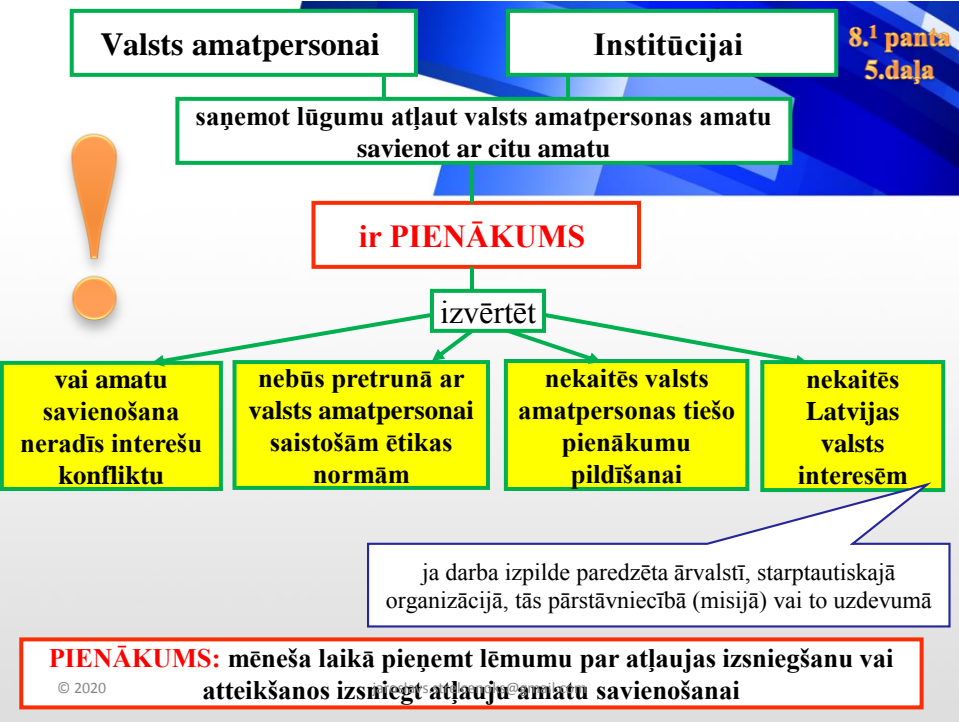 Valsts amatpersonai
Institūcijai
8.¹ panta
5.daļa
saņemot lūgumu atļaut valsts amatpersonas amatu
savienot ar citu amatu
ir PIENĀKUMS
izvērtēt
vai amatu
savienošana
neradīs interešu
konfliktu
nebūs pretrunā ar
valsts amatpersonai
saistošām ētikas
normām
nekaitēs valsts
amatpersonas tiešo
pienākumu
pildīšanai
nekaitēs
Latvijas
valsts
interesēm
ja darba izpilde paredzēta ārvalstī, starptautiskajā
organizācijā, tās pārstāvniecībā (misijā) vai to uzdevumā
PIENĀKUMS: mēneša laikā pieņemt lēmumu par atļaujas izsniegšanu vai
atteikšanos izsniegt atļauju amatu savienošanai
© 2020